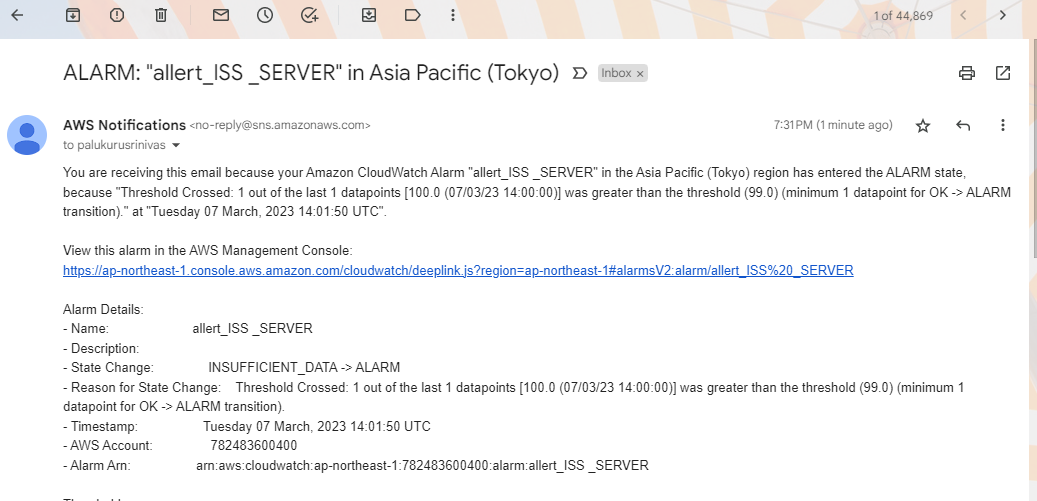 1 of 44,869
ALARM: "allert_ISS _SERVER" in Asia Pacific (Tokyo) Inbox ×
AWS Notifications <no-reply@sns.amazonaws.com> 7:31 PM (1 minute ago)
to palukurusrinivas
You are receiving this email because your Amazon CloudWatch Alarm "allert_ISS _SERVER" in the Asia Pacific (Tokyo) region has entered the ALARM state,
because "Threshold Crossed: 1 out of the last 1 datapoints [100.0 (07/03/23 14:00:00)] was greater than the threshold (99.0) (minimum 1 datapoint for OK -> ALARM
transition)." at "Tuesday 07 March, 2023 14:01:50 UTC".
View this alarm in the AWS Management Console:
https://ap-northeast-1.console.aws.amazon.com/cloudwatch/deeplink.js?region=ap-northeast-1#alarmsV2:alarm/allert_ISS%20_SERVER
Alarm Details:
- Name: allert_ISS _SERVER
- Description:
- State Change: INSUFFICIENT_DATA -> ALARM
- Reason for State Change: Threshold Crossed: 1 out of the last 1 datapoints [100.0 (07/03/23 14:00:00)] was greater than the threshold (99.0) (minimum 1
datapoint for OK -> ALARM transition).
- Timestamp: Tuesday 07 March, 2023 14:01:50 UTC
- AWS Account: 782483600400
- Alarm Arn: arn:aws:cloudwatch:ap-northeast-1:782483600400:alarm:allert_ISS _SERVER